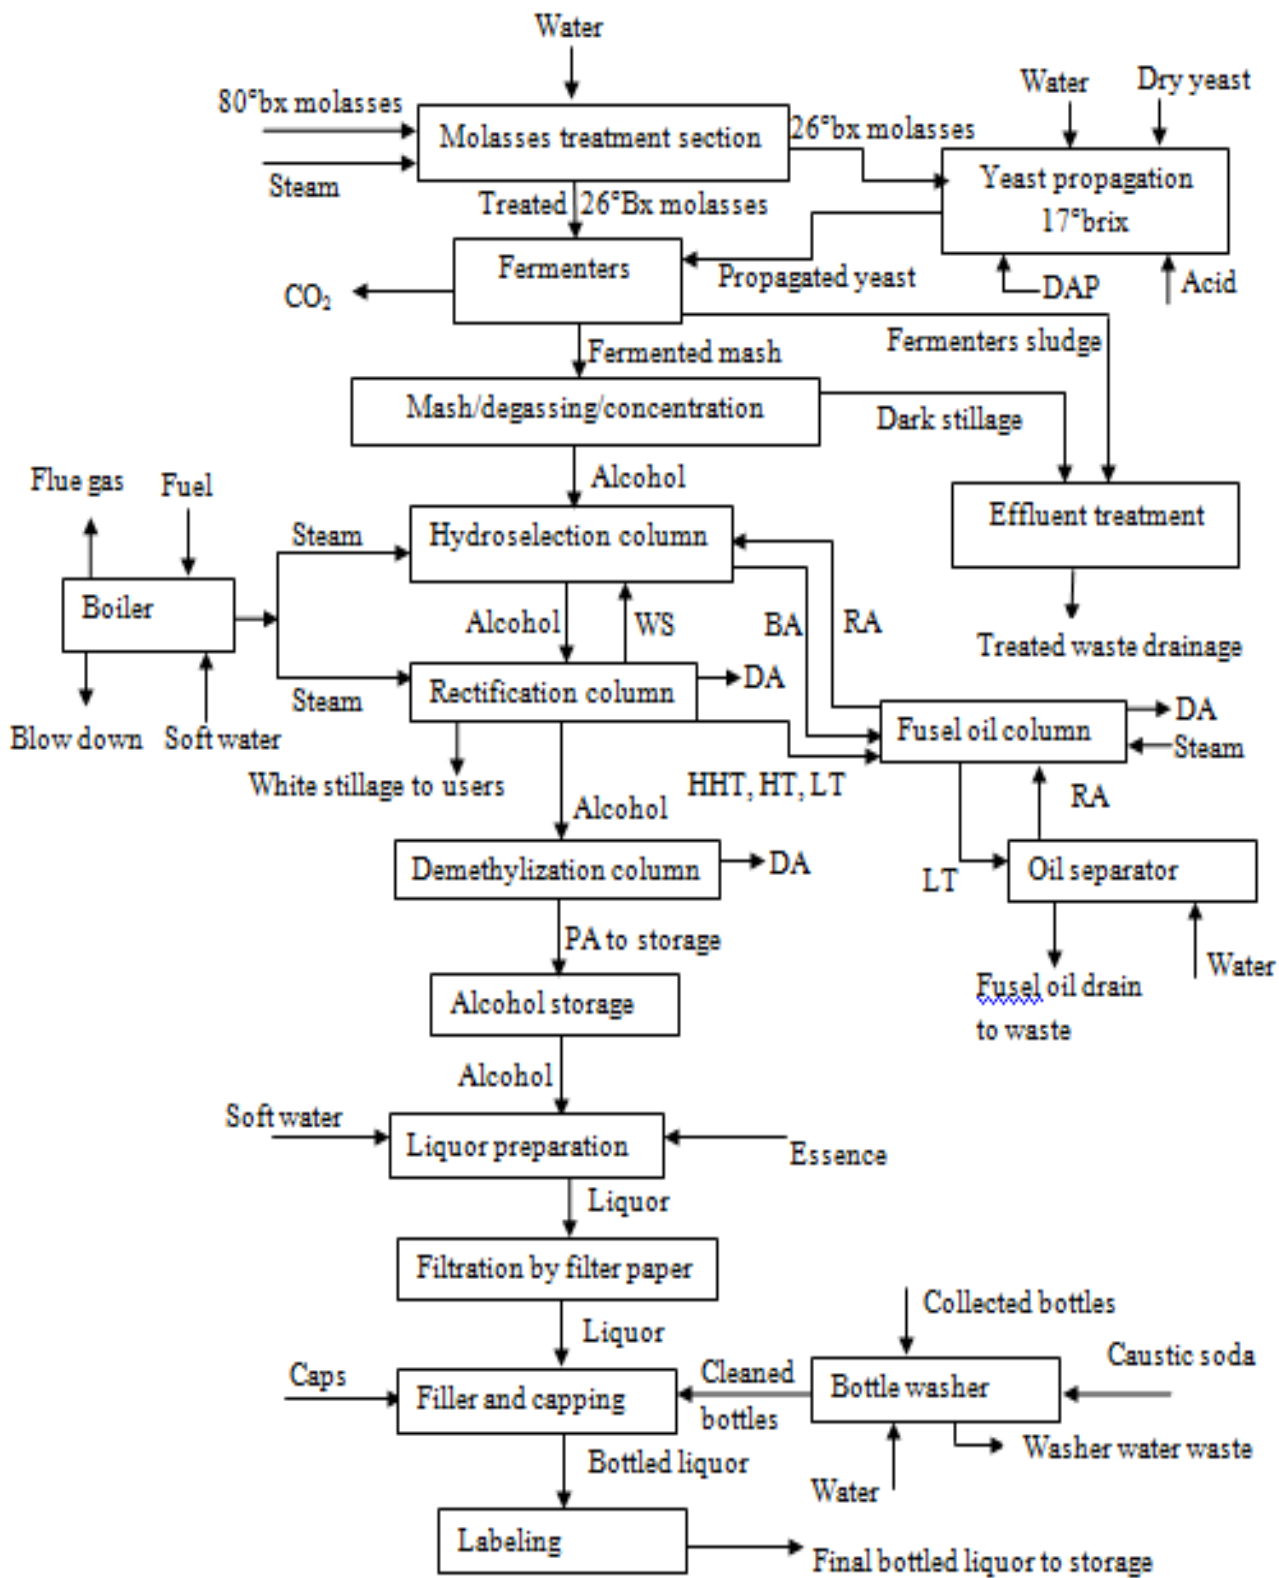 Water
80°bx molasses
Steam
Molasses treatment section
26°bx molasses
Water
Dry yeast
Yeast propagation
17°brix
Treated 26°Bx molasses
Fermenters
Propagated yeast
DAP
Acid
CO₂
Fermented mash
Fermenters sludge
Mash/degassing/concentration
Dark stillage
Alcohol
Effluent treatment
Treated waste drainage
Flue gas
Fuel
Boiler
Blow down
Soft water
Steam
Steam
Hydroselection column
Alcohol
WS
BA
RA
Rectification column
DA
White stillage to users
HHT, HT, LT
Fusel oil column
DA
Steam
Alcohol
RA
LT
Oil separator
Demethylization column
DA
Water
Fusel oil drain
to waste
PA to storage
Alcohol storage
Alcohol
Soft water
Liquor preparation
Essence
Liquor
Filtration by filter paper
Liquor
Collected bottles
Caps
Filler and capping
Cleaned
bottles
Bottle washer
Caustic soda
Washer water waste
Water
Bottled liquor
Labeling
Final bottled liquor to storage